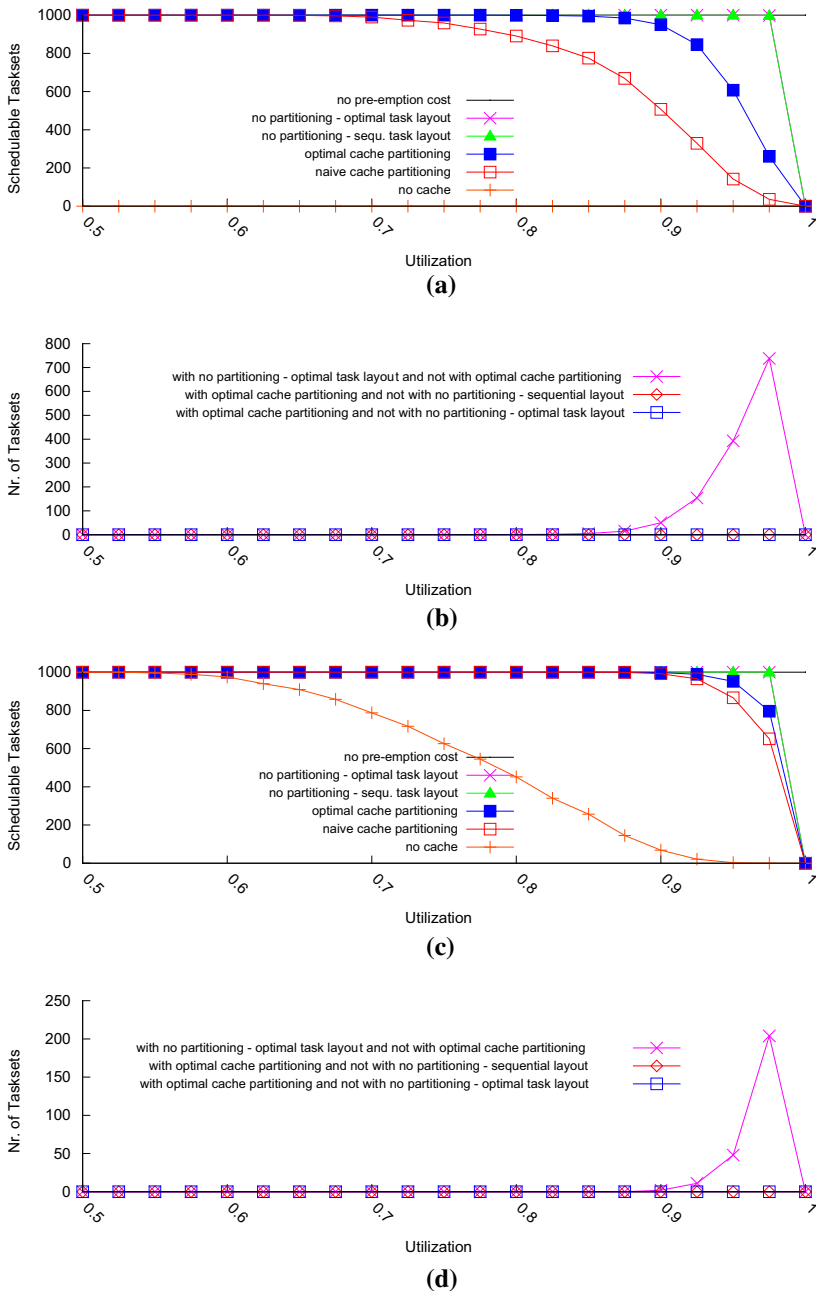 1000
800
600
400
200
0
Schedulable Tasksets
no pre-emption cost
no partitioning - optimal task layout
no partitioning - sequ. task layout
optimal cache partitioning
naive cache partitioning
no cache
0.5
0.6
0.7
0.8
0.9
1
Utilization
(a)
800
700
600
500
400
300
200
100
0
Nr. of Tasksets
with no partitioning - optimal task layout and not with optimal cache partitioning
with optimal cache partitioning and not with no partitioning - sequential layout
with optimal cache partitioning and not with no partitioning - optimal task layout
0.5
0.6
0.7
0.8
0.9
1
Utilization
(b)
1000
800
600
400
200
0
Schedulable Tasksets
no pre-emption cost
no partitioning - optimal task layout
no partitioning - sequ. task layout
optimal cache partitioning
naive cache partitioning
no cache
0.5
0.6
0.7
0.8
0.9
1
Utilization
(c)
250
200
150
100
50
0
Nr. of Tasksets
with no partitioning - optimal task layout and not with optimal cache partitioning
with optimal cache partitioning and not with no partitioning - sequential layout
with optimal cache partitioning and not with no partitioning - optimal task layout
0.5
0.6
0.7
0.8
0.9
1
Utilization
(d)